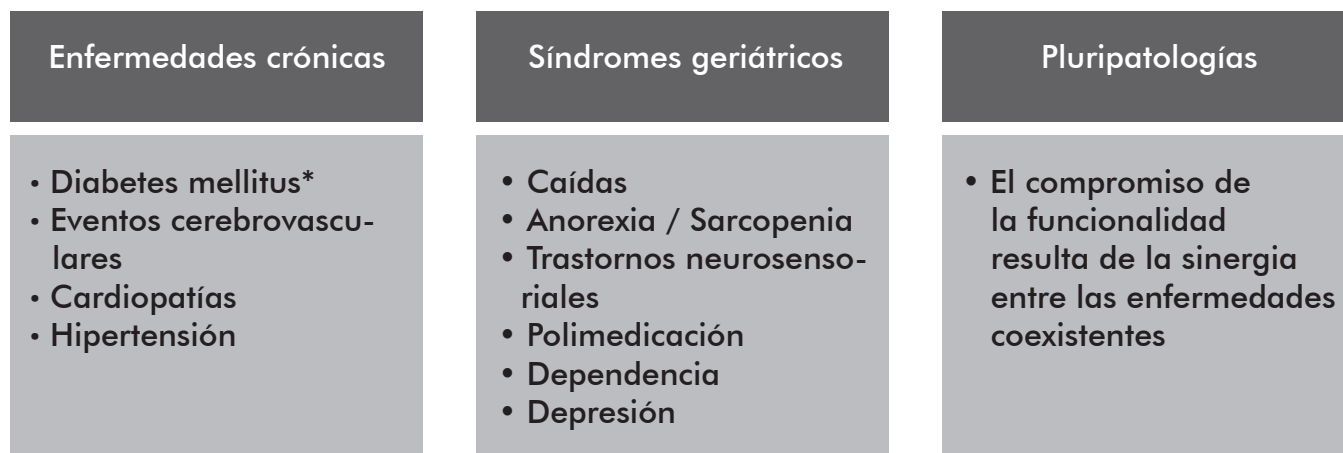 Enfermedades crónicas
• Diabetes mellitus*
• Eventos cerebrovascu-
lares
• Cardiopatías
• Hipertensión
Síndromes geriátricos
• Caídas
• Anorexia / Sarcopenia
• Trastornos neurosenso-
riales
• Polimedicación
• Dependencia
• Depresión
Pluripatologías
• El compromiso de
la funcionalidad
resulta de la sinergia
entre las enfermedades
coexistentes